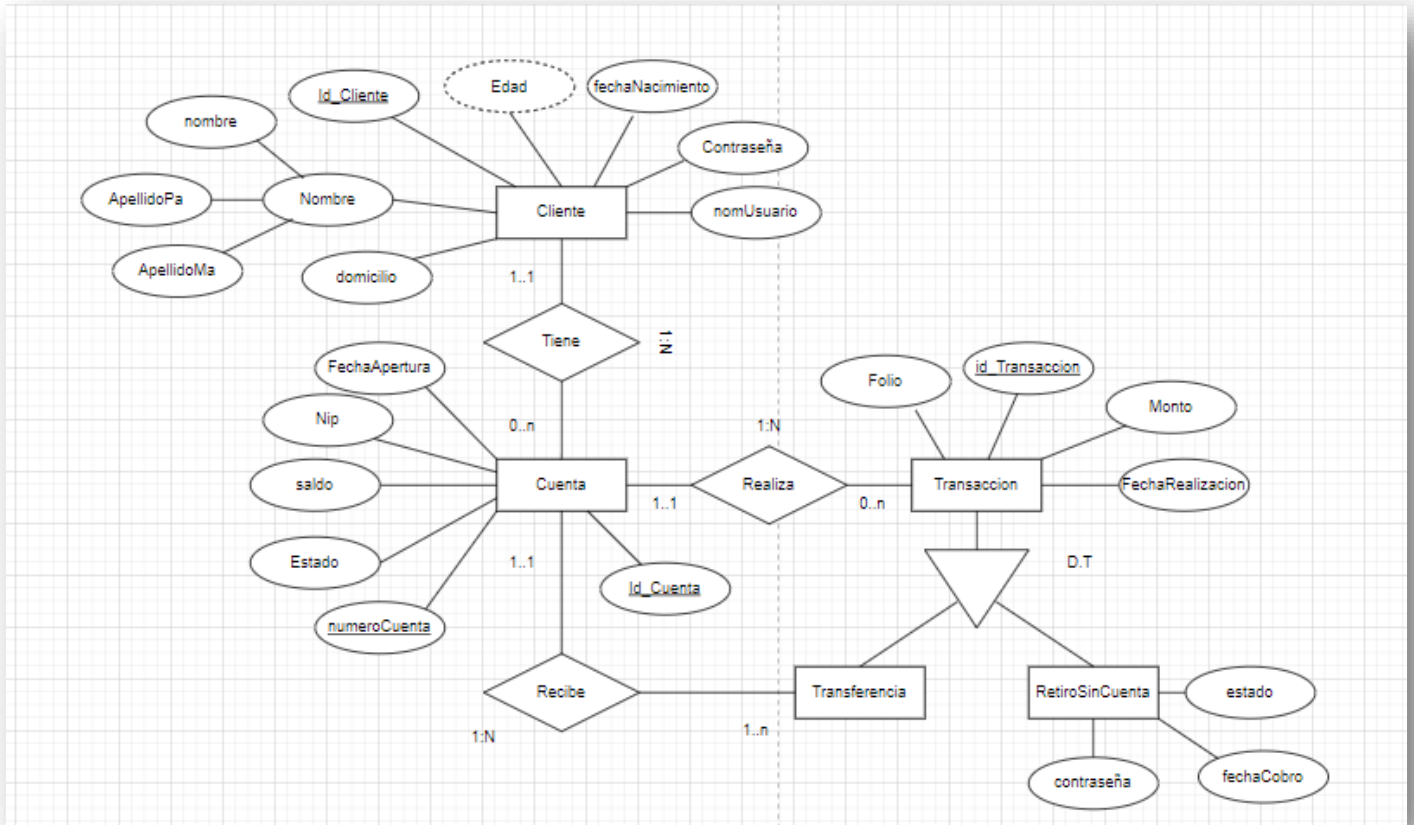 Edad
fechaNacimiento
Id_Cliente
nombre
Contraseña
ApellidoPa
Nombre
Cliente
nomUsuario
ApellidoMa
domicilio
1..1
Tiene
1:N
FechaApertura
id_Transaccion
Folio
Monto
Nip
0..n
1:N
saldo
Cuenta
Realiza
Transaccion
FechaRealizacion
1..1
0..n
Estado
1..1
D.T
Id_Cuenta
numeroCuenta
Recibe
Transferencia
RetiroSinCuenta
estado
1:N
1..n
contraseña
fechaCobro